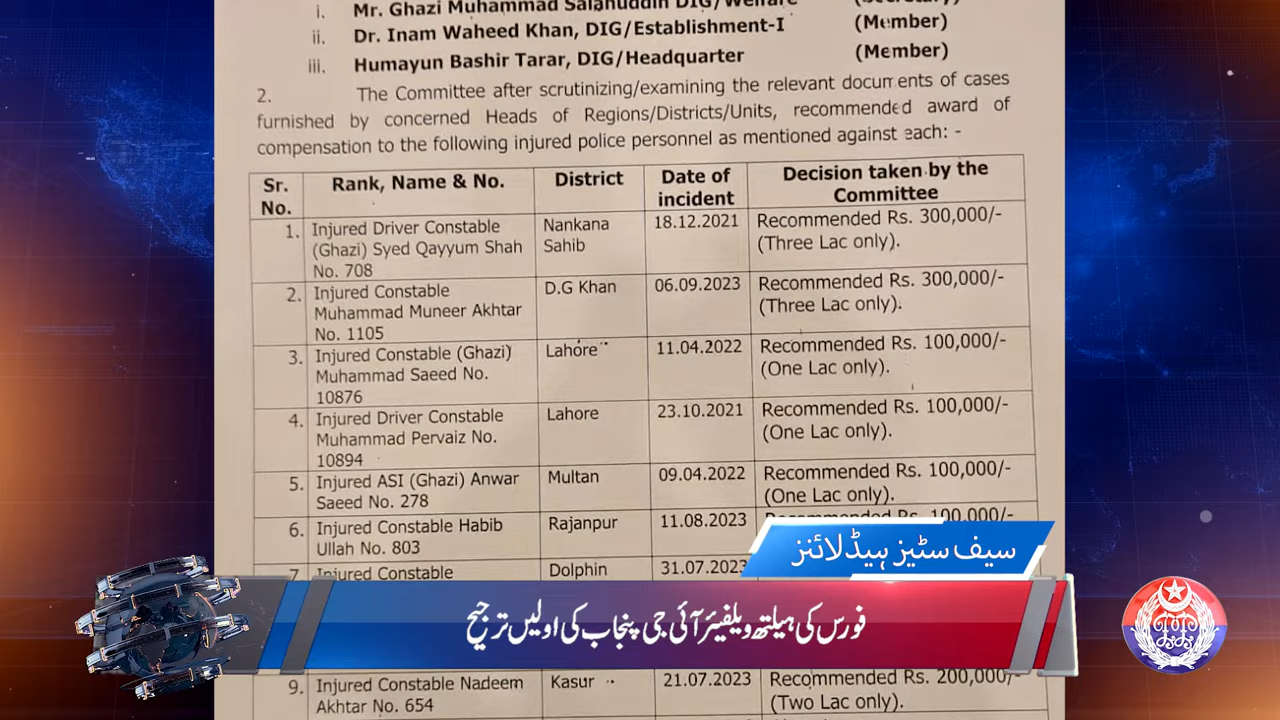 i. Mr. Ghazi Muhammad Salahuddin DIG/Welfare (Secretary)
ii. Dr. Inam Waheed Khan, DIG/Establishment-I (Member)
iii. Humayun Bashir Tarar, DIG/Headquarter (Member)
2. The Committee after scrutinizing/examining the relevant documents of cases
furnished by concerned Heads of Regions/Districts/Units, recommended award of
compensation to the following injured police personnel as mentioned against each: -
Sr. No. Rank, Name & No. District Date of incident Decision taken by the Committee
1. Injured Driver Constable Nankana 18.12.2021 Recommended Rs. 300,000/-
(Ghazi) Syed Qayyum Shah Sahib (Three Lac only).
No. 708
2. Injured Constable D.G Khan 06.09.2023 Recommended Rs. 300,000/-
Muhammad Muneer Akhtar (Three Lac only).
No. 1105
3. Injured Constable (Ghazi) Lahore 11.04.2022 Recommended Rs. 100,000/-
Muhammad Saeed No. (One Lac only).
10876
4. Injured Driver Constable Lahore 23.10.2021 Recommended Rs. 100,000/-
Muhammad Pervaiz No. (One Lac only).
10894
5. Injured ASI (Ghazi) Anwar Multan 09.04.2022 Recommended Rs. 100,000/-
Saeed No. 278 (One Lac only).
6. Injured Constable Habib Rajanpur 11.08.2023 Recommended Rs. 100,000/-
Ullah No. 803
سیف سٹیز ہیڈلائنز
7. Injured Constable Dolphin 31.07.2023
فورس کی ہیلتھ ویلفیئر آئی جی پنجاب کی اولیں ترجیح
9. Injured Constable Nadeem Kasur 21.07.2023 Recommended Rs. 200,000/-
Akhtar No. 654 (Two Lac only).